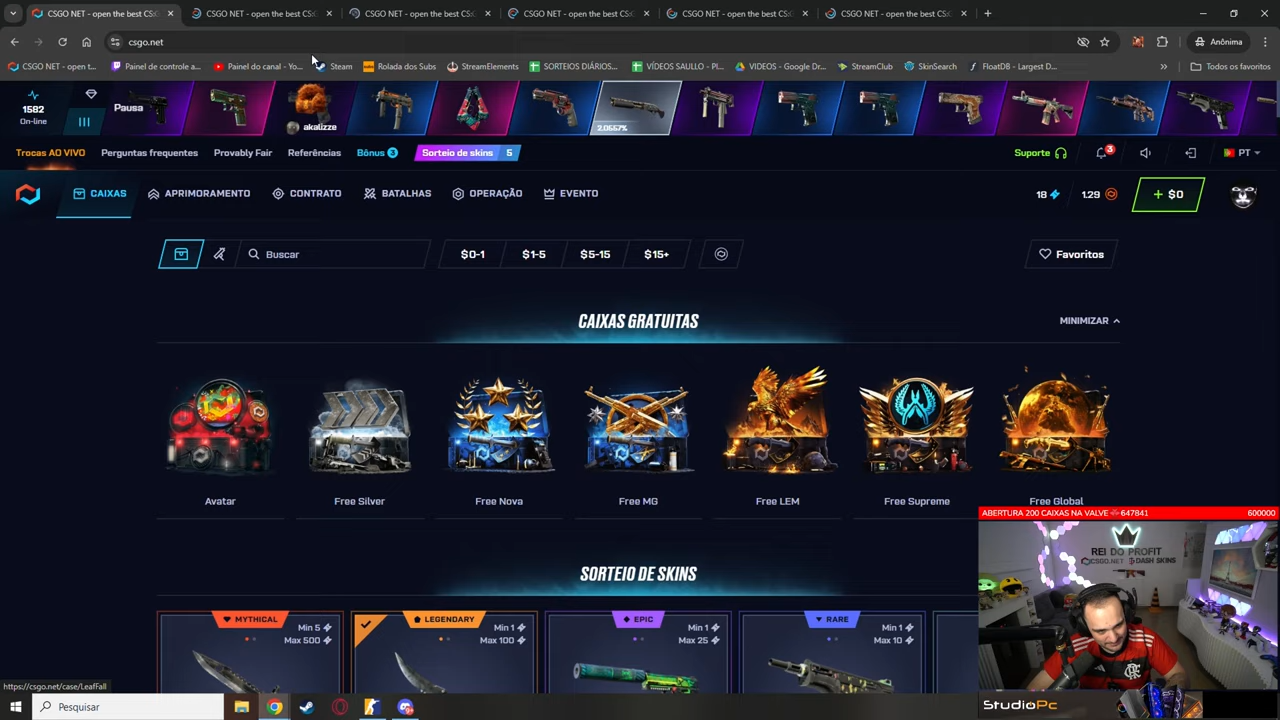 CSGO NET - open the best CS:G
CSGO NET - open the best CS:G
CSGO NET - open the best CS:G
CSGO NET - open the best CS:G
CSGO NET - open the best CS:G
CSGO NET - open the best CS:G
csgo.net
Anônima
CSGO NET - open t...
Painel de controle a...
Painel do canal - Yo...
Steam
Rolada dos Subs
StreamElements
SORTEIOS DIÁRIOS...
VÍDEOS SAULLO - Pl...
VIDEOS - Google Dr...
StreamClub
SkinSearch
FloatDB - Largest D...
Todos os favoritos
1582
On-line
Pausa
akalizze
2.0557%
Trocas AO VIVO
Perguntas frequentes
Provably Fair
Referências
Bônus 3
Sorteio de skins 5
Suporte
3
PT
CAIXAS
APRIMORAMENTO
CONTRATO
BATALHAS
OPERAÇÃO
EVENTO
18
1.29
+ $0
Buscar
$0-1
$1-5
$5-15
$15+
Favoritos
CAIXAS GRATUITAS
MINIMIZAR
Avatar
Free Silver
Free Nova
Free MG
Free LEM
Free Supreme
Free Global
ABERTURA 200 CAIXAS NA VALVE 647841
600000
REI DO PROFIT
CSGO.NET DASH SKINS
SORTEIO DE SKINS
MYTHICAL
Min 5
Max 500
LEGENDARY
Min 1
Max 100
EPIC
Min 1
Max 25
RARE
Min 1
Max 10
https://csgo.net/case/LeafFall
Pesquisar
StudioPc